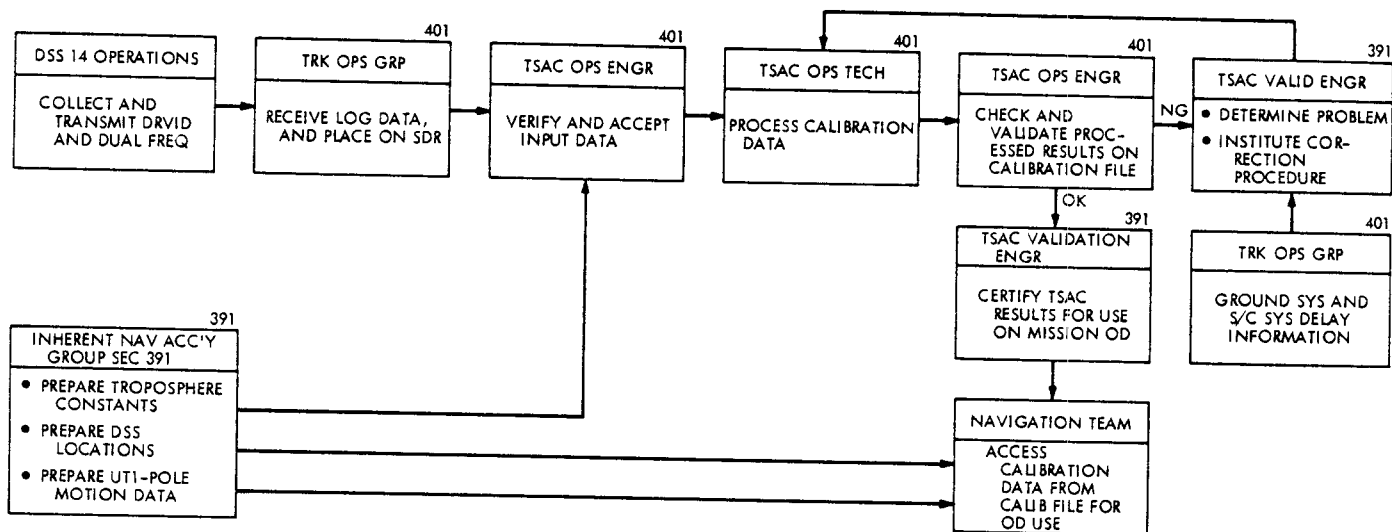 DSS 14 OPERATIONS
COLLECT AND
TRANSMIT DRVID
AND DUAL FREQ
401
TRK OPS GRP
RECEIVE LOG DATA,
AND PLACE ON SDR
401
TSAC OPS ENGR
VERIFY AND ACCEPT
INPUT DATA
401
TSAC OPS TECH
PROCESS CALIBRATION
DATA
401
TSAC OPS ENGR
CHECK AND
VALIDATE PROC-
ESSED RESULTS ON
CALIBRATION FILE
NG
OK
391
TSAC VALID ENGR
• DETERMINE PROBLEM
• INSTITUTE COR-
RECTION
PROCEDURE
391
TSAC VALIDATION
ENGR
CERTIFY TSAC
RESULTS FOR USE
ON MISSION OD
401
TRK OPS GRP
GROUND SYS AND
S/C SYS DELAY
INFORMATION
391
INHERENT NAV ACC'Y
GROUP SEC 391
• PREPARE TROPOSPHERE
CONSTANTS
• PREPARE DSS
LOCATIONS
• PREPARE UT1-POLE
MOTION DATA
NAVIGATION TEAM
ACCESS
CALIBRATION
DATA FROM
CALIB FILE FOR
OD USE